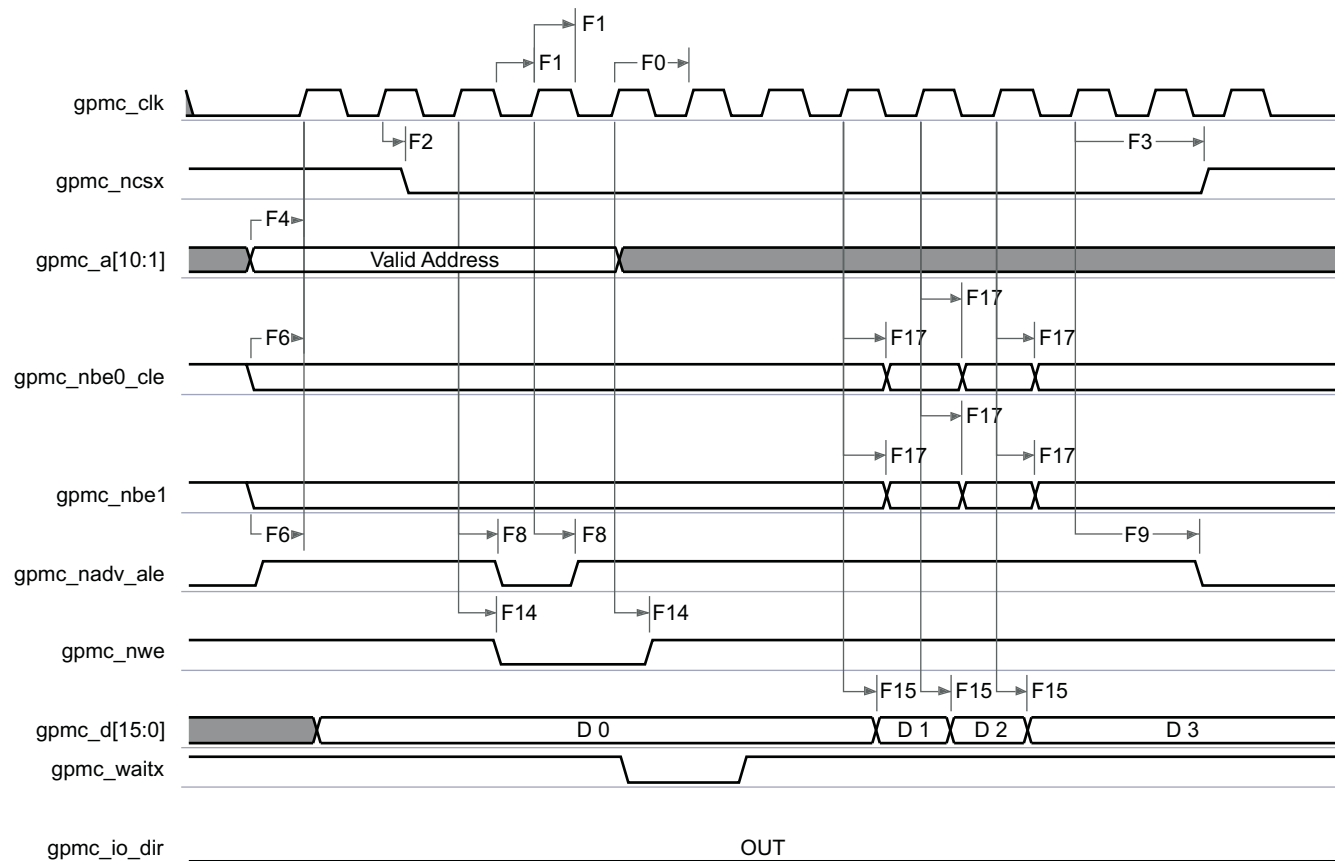 F1
F1 F0
gpmc_clk
F2 F3
gpmc_ncsx
F4
gpmc_a[10:1] Valid Address
F17
F6 F17 F17
gpmc_nbe0_cle
F17
F17 F17
gpmc_nbe1
F6 F8 F8 F9
gpmc_nadv_ale
F14 F14
gpmc_nwe
F15 F15 F15
gpmc_d[15:0] D 0 D 1 D 2 D 3
gpmc_waitx
gpmc_io_dir OUT